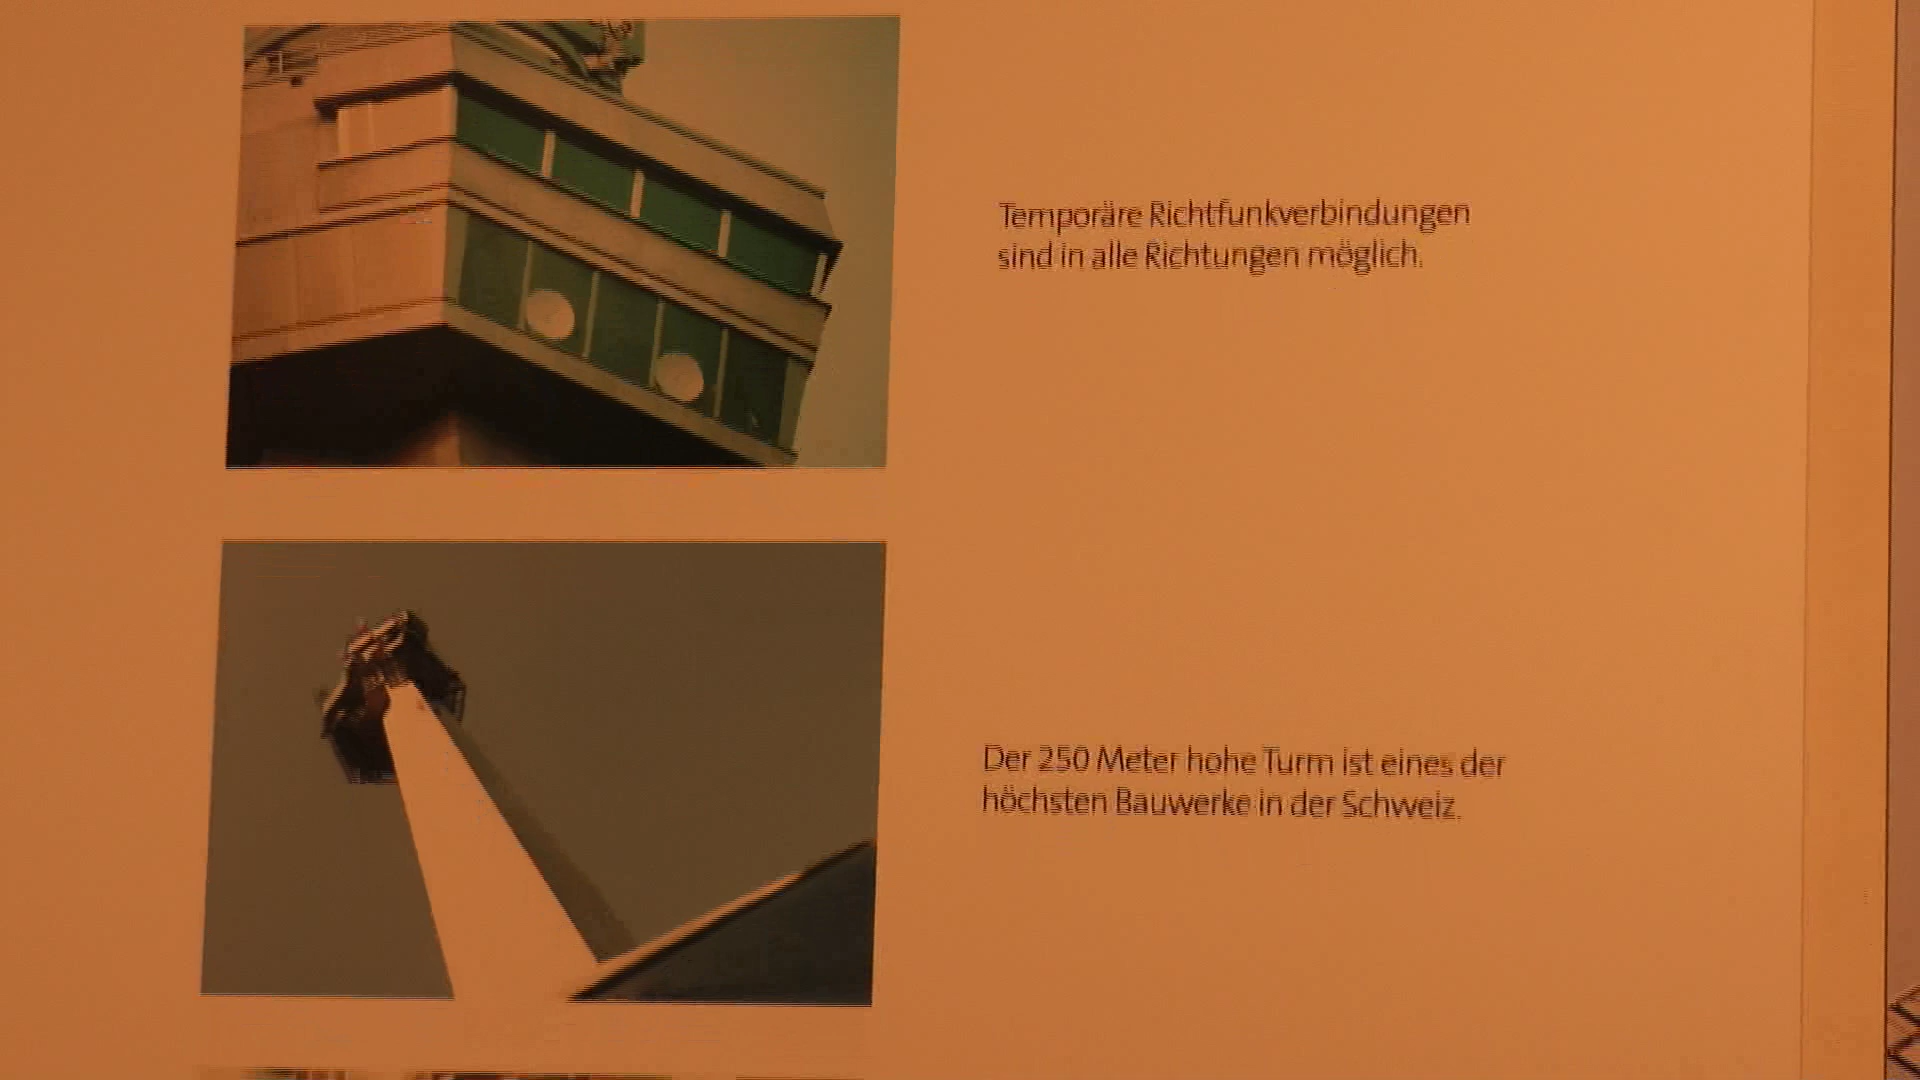 Temporäre Richtfunkverbindungen
sind in alle Richtungen möglich.
Der 250 Meter hohe Turm ist eines der
höchsten Bauwerke in der Schweiz.